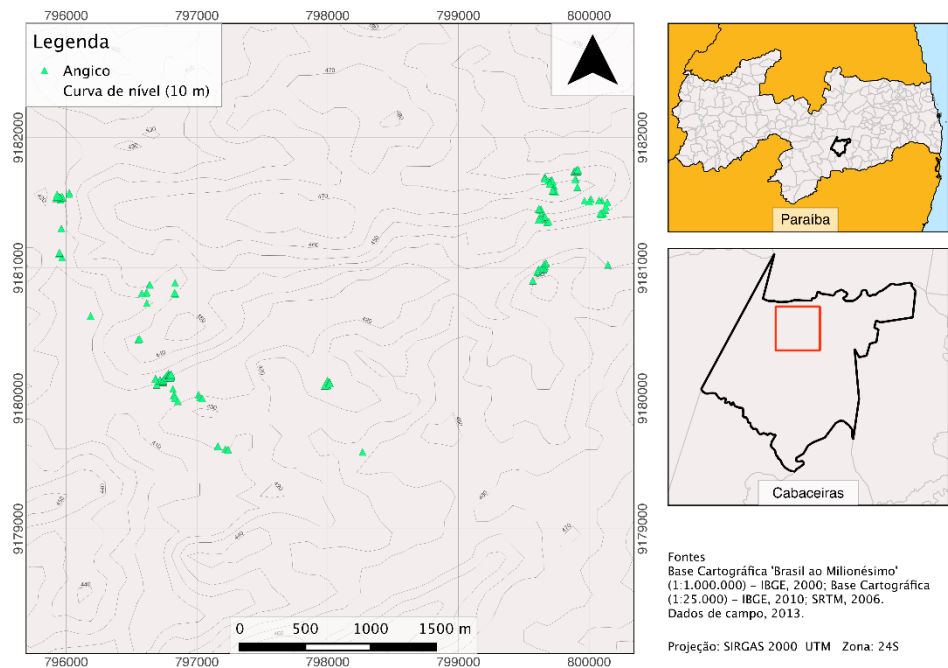 796000 797000 798000 799000 800000
Legenda
Angico
Curva de nível (10 m)
9182000 9182000
9181000 9181000
9180000 9180000
9179000 9179000
0 500 1000 1500 m
796000 797000 798000 799000 800000
Paraíba
Cabaceiras
Fontes
Base Cartográfica 'Brasil ao Milionésimo'
(1:1.000.000) – IBGE, 2000; Base Cartográfica
(1:25.000) – IBGE, 2010; SRTM, 2006.
Dados de campo, 2013.
Projeção: SIRGAS 2000 UTM Zona: 24S